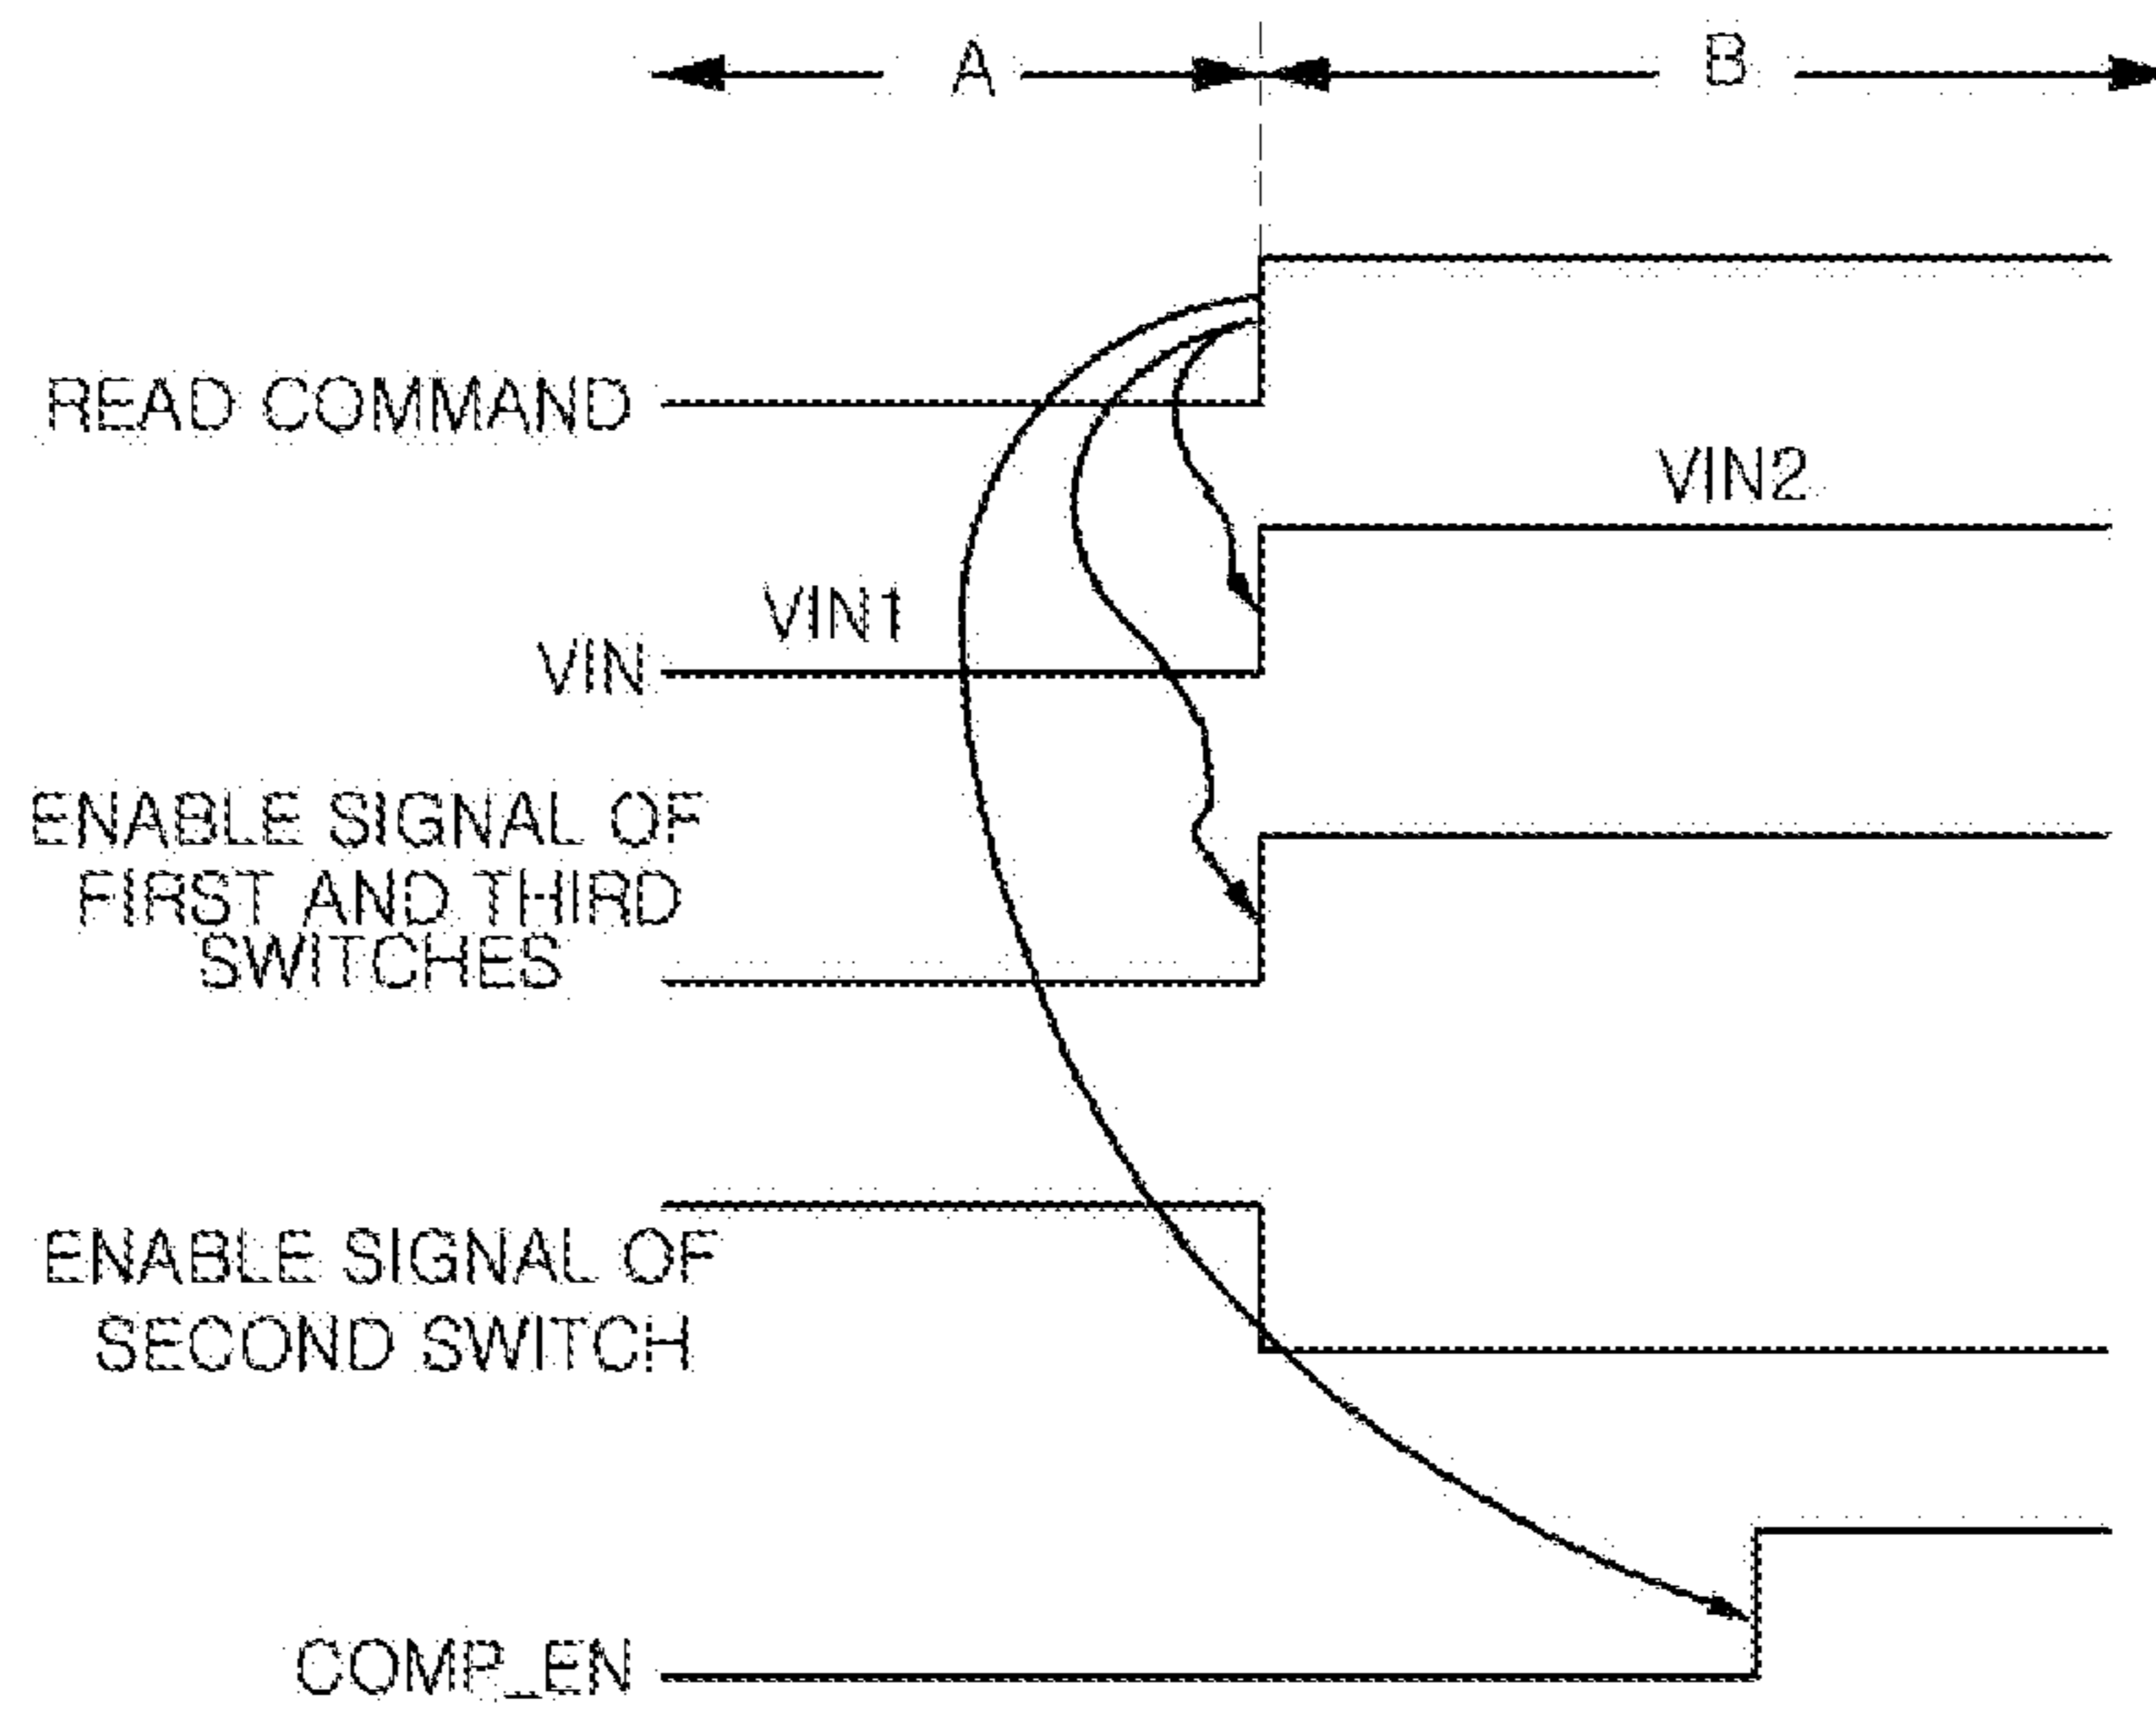 A
B
READ COMMAND
VIN2
VIN1
VIN
ENABLE SIGNAL OF
FIRST AND THIRD
SWITCHES
ENABLE SIGNAL OF
SECOND SWITCH
COMP_EN